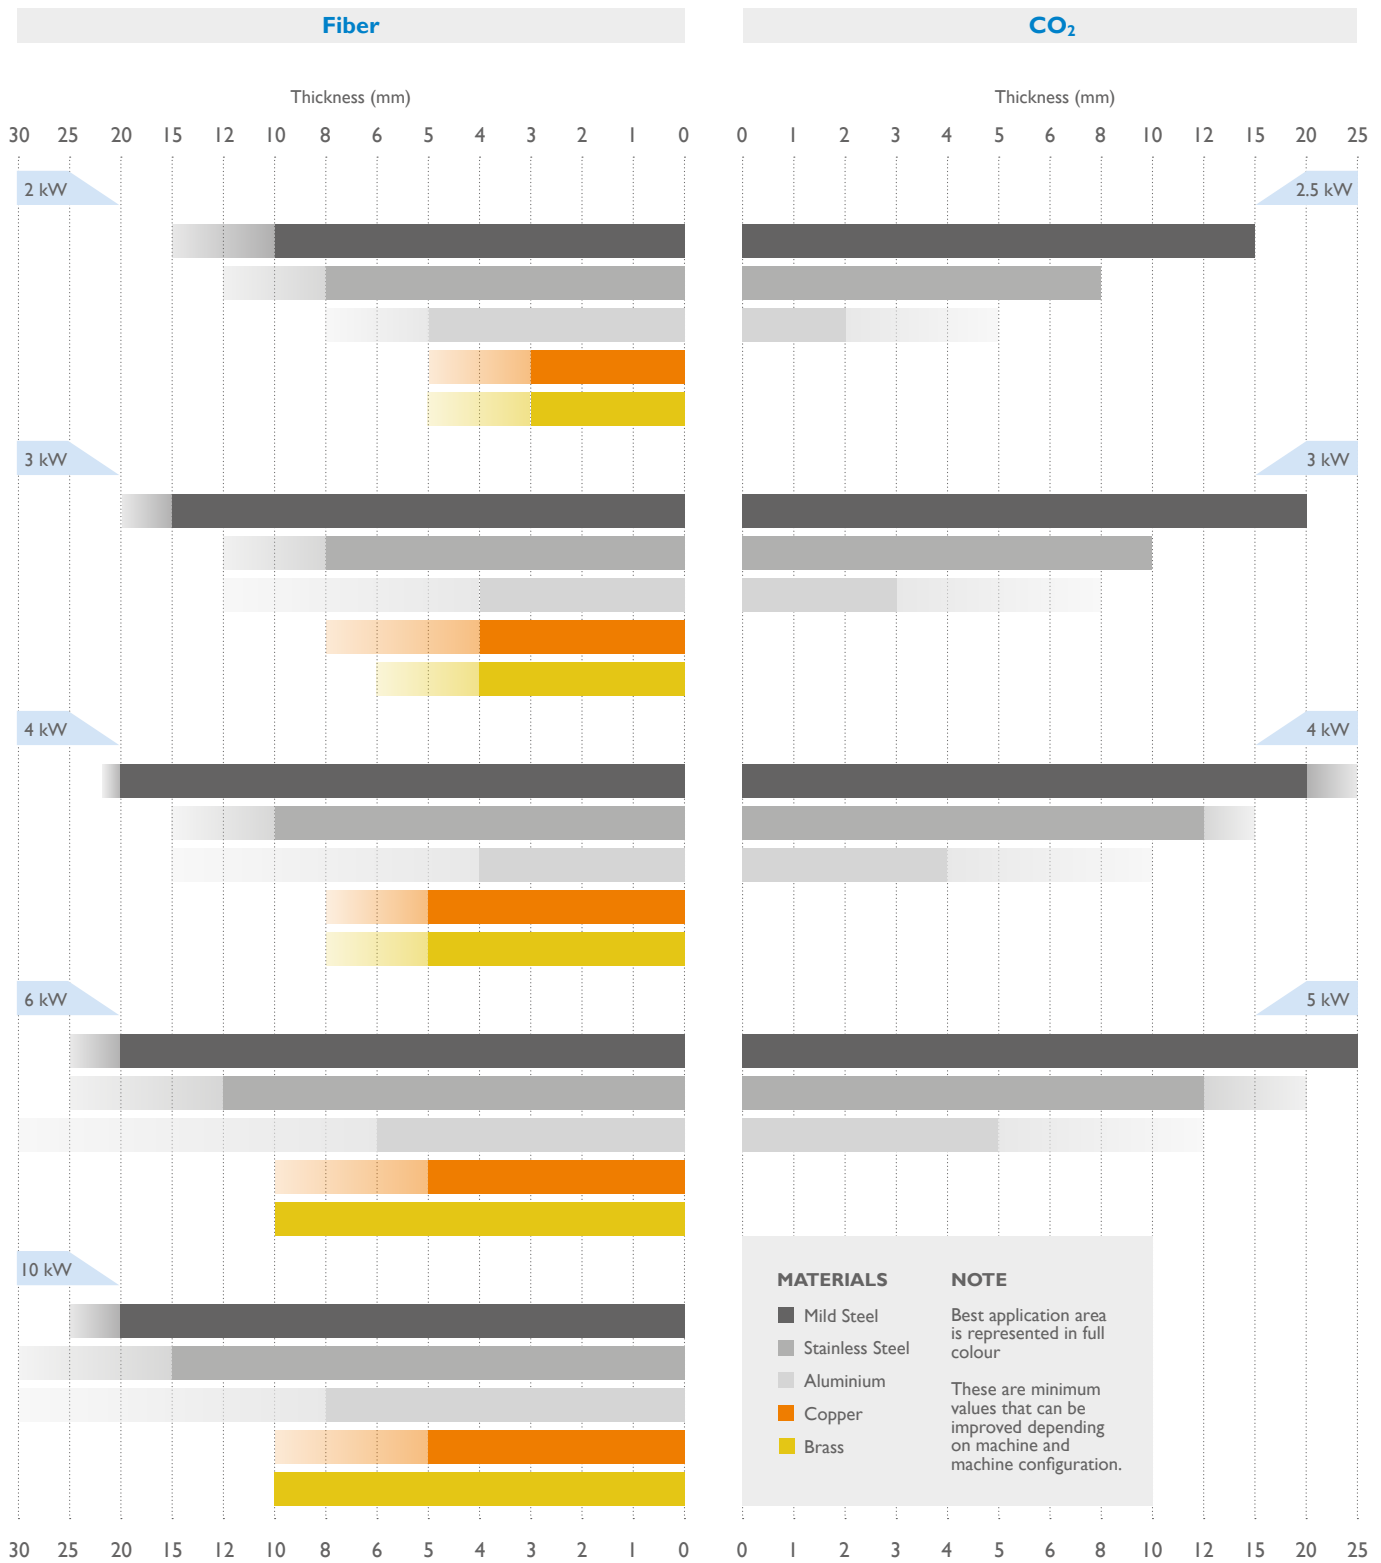 Fiber
CO₂
Thickness (mm)
Thickness (mm)
30 25 20 15 12 10 8 6 5 4 3 2 1 0
0 1 2 3 4 5 6 8 10 12 15 20 25
2 kW
2.5 kW
3 kW
3 kW
4 kW
4 kW
6 kW
5 kW
10 kW
MATERIALS
Mild Steel
Stainless Steel
Aluminium
Copper
Brass
NOTE
Best application area
is represented in full
colour
These are minimum
values that can be
improved depending
on machine and
machine configuration.
30 25 20 15 12 10 8 6 5 4 3 2 1 0
0 1 2 3 4 5 6 8 10 12 15 20 25